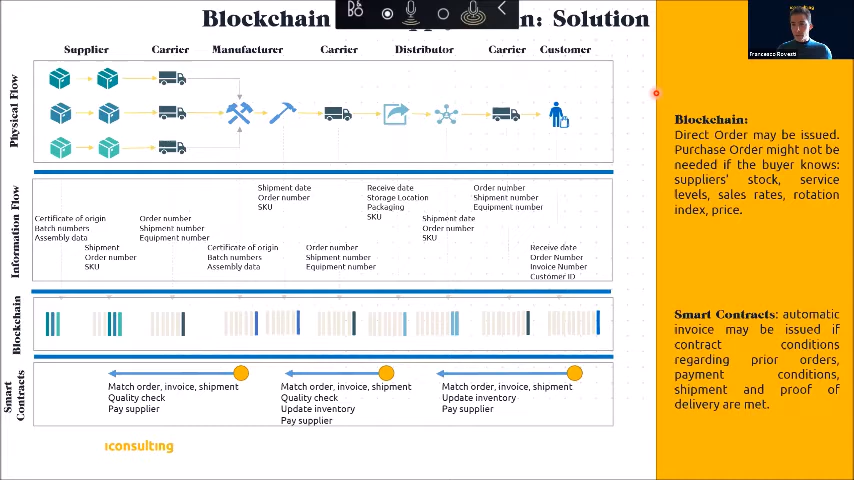 Blockchain
n: Solution
iconsulting
Francesco Rovesti
Supplier
Carrier
Manufacturer
Carrier
Distributor
Carrier
Customer
Physical Flow
Information Flow
Shipment date
Order number
SKU
Receive date
Storage Location
Packaging
SKU
Order number
Shipment number
Equipment number
Certificate of origin
Batch numbers
Assembly data
Order number
Shipment number
Equipment number
Shipment date
Order number
SKU
Shipment
Order number
SKU
Certificate of origin
Batch numbers
Assembly data
Order number
Shipment number
Equipment number
Receive date
Order Number
Invoice Number
Customer ID
Blockchain
Smart
Contracts
Match order, invoice, shipment
Quality check
Pay supplier
Match order, invoice, shipment
Quality check
Update inventory
Pay supplier
Match order, invoice, shipment
Update inventory
Pay supplier
Blockchain:
Direct Order may be issued.
Purchase Order might not be
needed if the buyer knows:
suppliers' stock, service
levels, sales rates, rotation
index, price.
Smart Contracts: automatic
invoice may be issued if
contract conditions
regarding prior orders,
payment conditions,
shipment and proof of
delivery are met.
iconsulting